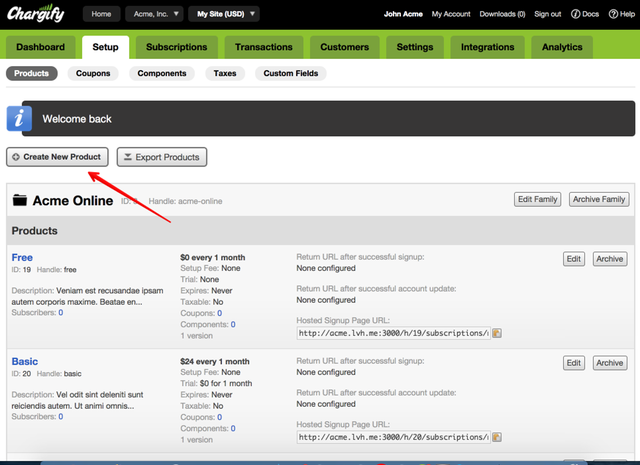 Chargify
Home
Acme, Inc.
My Site (USD)
John Acme
My Account
Downloads (0)
Sign out
Docs
Help
Dashboard
Setup
Subscriptions
Transactions
Customers
Settings
Integrations
Analytics
Products
Coupons
Components
Taxes
Custom Fields
Welcome back
Create New Product
Export Products
Acme Online
Handle: acme-online
Edit Family
Archive Family
Products
Free
ID: 19 Handle: free
Description: Veniam est recusandae ipsam
autem corporis maxime. Beatae en...
Subscribers: 0
$0 every 1 month
Setup Fee: None
Trial: None
Expires: Never
Taxable: No
Coupons: 0
Components: 0
1 version
Return URL after successful signup:
None configured
Return URL after successful account update:
None configured
Hosted Signup Page URL:
http://acme.lvh.me:3000/h/19/subscriptions/
Edit
Archive
Basic
ID: 20 Handle: basic
Description: Vel odit sint deleniti sunt
reiciendis autem. Ut animi omnis...
Subscribers: 0
$24 every 1 month
Setup Fee: None
Trial: $0 for 1 month
Expires: Never
Taxable: No
Coupons: 0
Components: 0
1 version
Return URL after successful signup:
None configured
Return URL after successful account update:
None configured
Hosted Signup Page URL:
http://acme.lvh.me:3000/h/20/subscriptions/
Edit
Archive